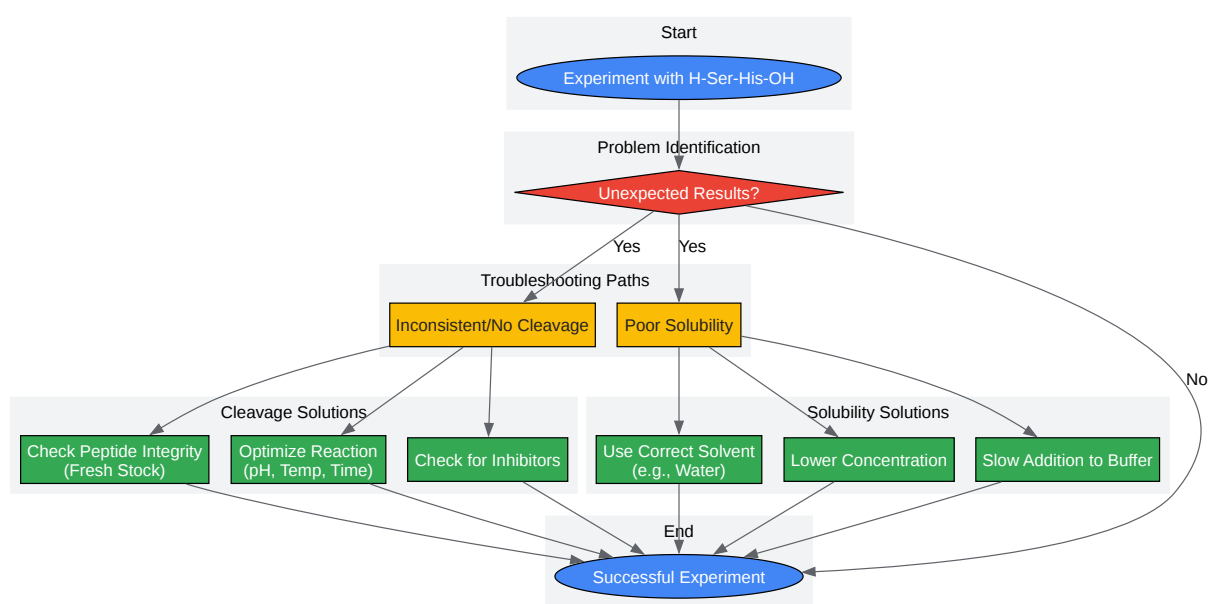 Start
Experiment with H-Ser-His-OH
Problem Identification
Unexpected Results?
Yes
Yes
Troubleshooting Paths
Inconsistent/No Cleavage
Poor Solubility
No
Cleavage Solutions
Solubility Solutions
Check Peptide Integrity
(Fresh Stock)
Optimize Reaction
(pH, Temp, Time)
Check for Inhibitors
Use Correct Solvent
(e.g., Water)
Lower Concentration
Slow Addition to Buffer
End
Successful Experiment